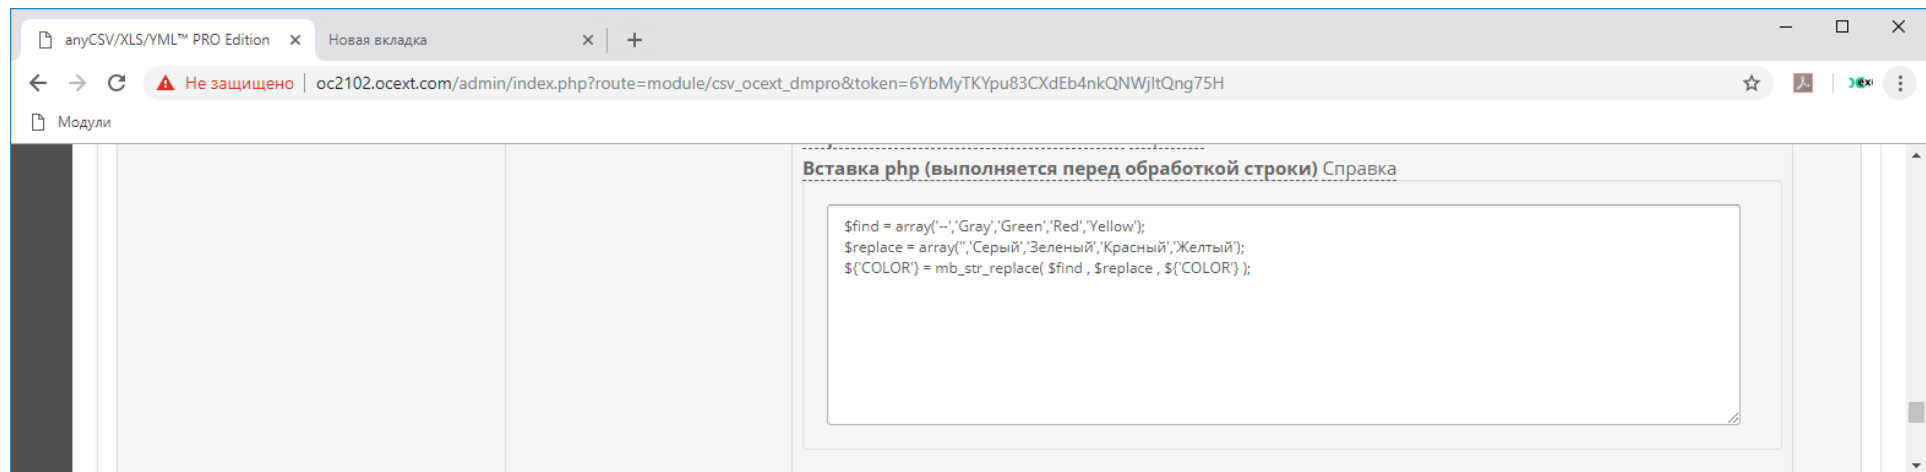 anyCSV/XLS/YML™ PRO Edition
Новая вкладка
Не защищено
oc2102.ocext.com/admin/index.php?route=module/csv_ocext_dmpro&token=6YbMyTKYpu83CXdEb4nkQNWjItQng75H
Модули
Вставка php (выполняется перед обработкой строки) Справка
$find = array('--','Gray','Green','Red','Yellow');
$replace = array('','Серый','Зеленый','Красный','Желтый');
${'COLOR'} = mb_str_replace( $find , $replace , ${'COLOR'} );